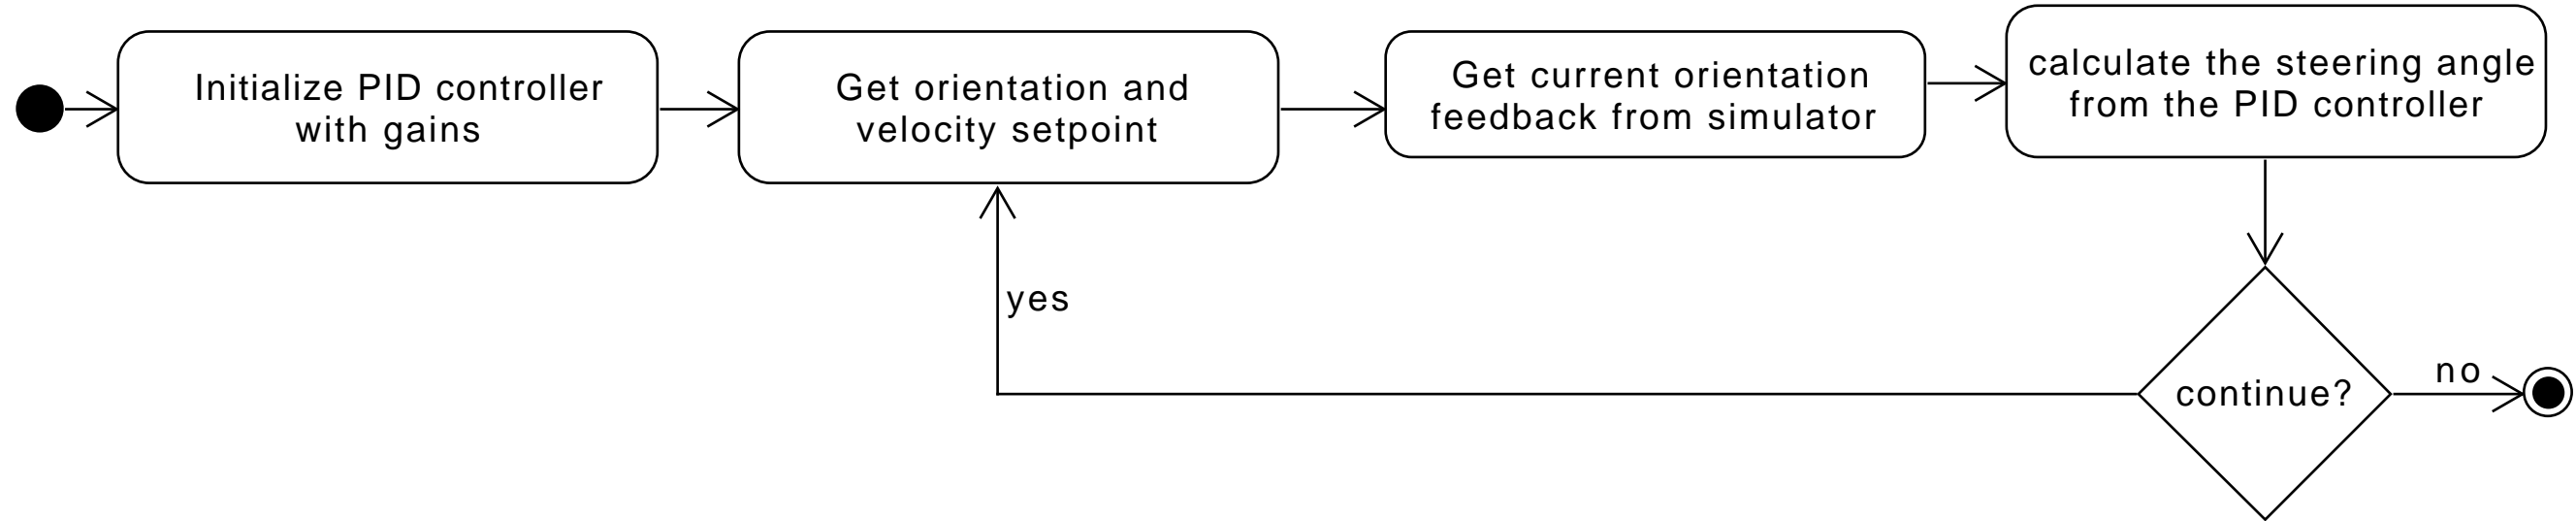 Initialize PID controller
with gains
Get orientation and
velocity setpoint
Get current orientation
feedback from simulator
calculate the steering angle
from the PID controller
yes
continue?
no